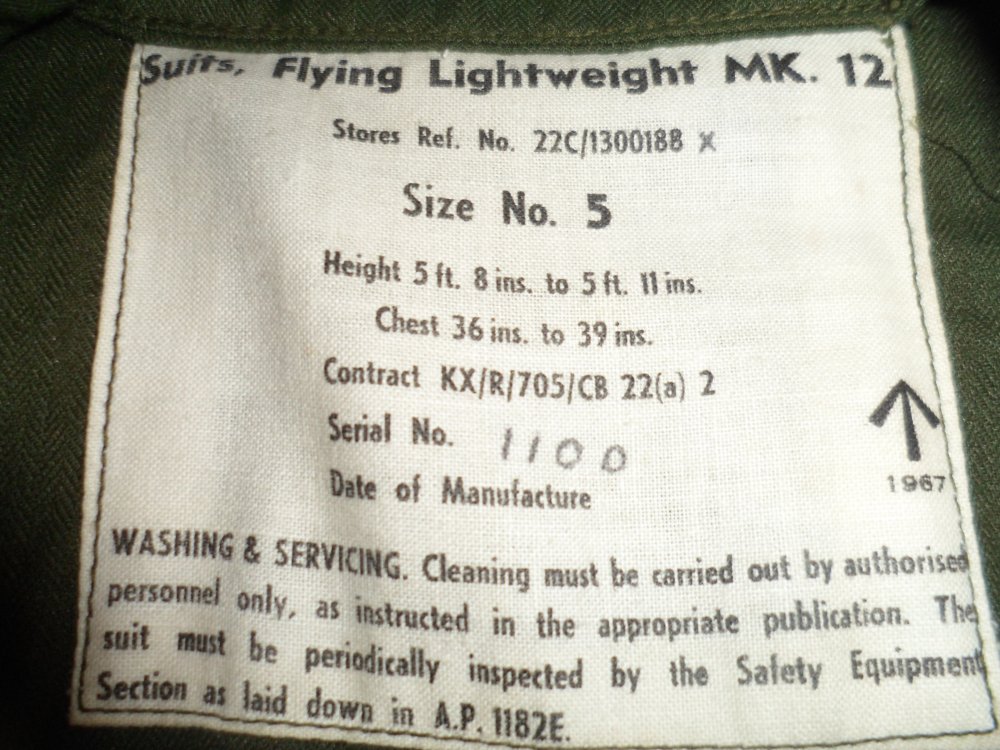 Suits, Flying Lightweight MK. 12
Stores Ref. No. 22C/1300188 X
Size No. 5
Height 5 ft. 8 ins. to 5 ft. 11 ins.
Chest 36 ins. to 39 ins.
Contract KX/R/705/CB 22(a) 2
Serial No. 1100
Date of Manufacture
1967
WASHING & SERVICING. Cleaning must be carried out by authorised
personnel only, as instructed in the appropriate publication. The
suit must be periodically inspected by the Safety Equipment
Section as laid down in A.P. 1182E.